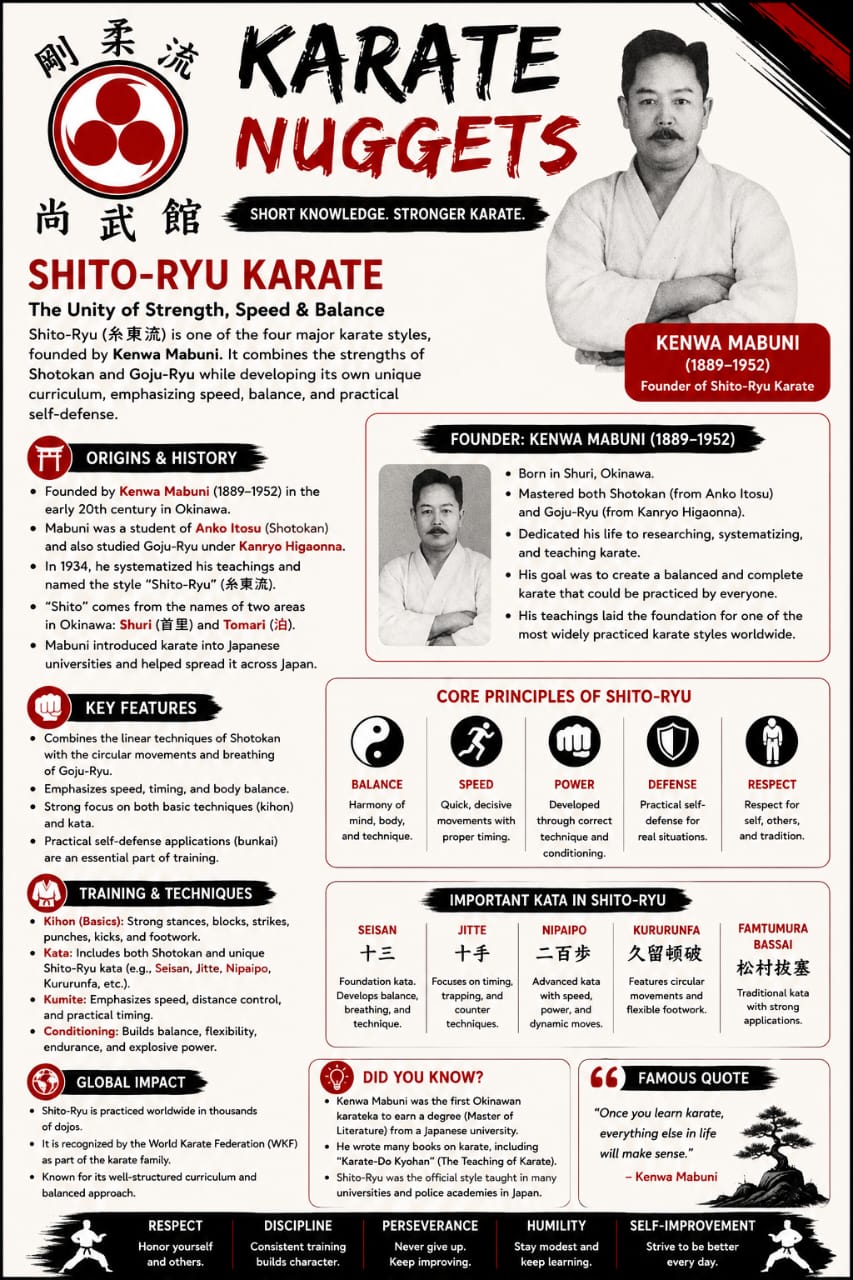 剛柔流
KARATE
NUGGETS
尚武館
SHORT KNOWLEDGE. STRONGER KARATE.
SHITO-RYU KARATE
The Unity of Strength, Speed & Balance
Shito-Ryu (糸東流) is one of the four major karate styles,
founded by Kenwa Mabuni. It combines the strengths of
Shotokan and Goju-Ryu while developing its own unique
curriculum, emphasizing speed, balance, and practical
self-defense.
KENWA MABUNI
(1889–1952)
Founder of Shito-Ryu Karate
ORIGINS & HISTORY
• Founded by Kenwa Mabuni (1889–1952) in the
early 20th century in Okinawa.
• Mabuni was a student of Anko Itosu (Shotokan)
and also studied Goju-Ryu under Kanryo Higaonna.
• In 1934, he systematized his teachings and
named the style “Shito-Ryu” (糸東流).
• “Shito” comes from the names of two areas
in Okinawa: Shuri (首里) and Tomari (泊).
• Mabuni introduced karate into Japanese
universities and helped spread it across Japan.
FOUNDER: KENWA MABUNI (1889–1952)
• Born in Shuri, Okinawa.
• Mastered both Shotokan (from Anko Itosu)
and Goju-Ryu (from Kanryo Higaonna).
• Dedicated his life to researching, systematizing,
and teaching karate.
• His goal was to create a balanced and complete
karate that could be practiced by everyone.
• His teachings laid the foundation for one of the
most widely practiced karate styles worldwide.
KEY FEATURES
• Combines the linear techniques of Shotokan
with the circular movements and breathing
of Goju-Ryu.
• Emphasizes speed, timing, and body balance.
• Strong focus on both basic techniques (kihon)
and kata.
• Practical self-defense applications (bunkai)
are an essential part of training.
CORE PRINCIPLES OF SHITO-RYU
BALANCE
Harmony of
mind, body,
and technique.
SPEED
Quick, decisive
movements with
proper timing.
POWER
Developed
through correct
technique and
conditioning.
DEFENSE
Practical self-
defense for
real situations.
RESPECT
Respect for
self, others,
and tradition.
TRAINING & TECHNIQUES
• Kihon (Basics): Strong stances, blocks, strikes,
punches, kicks, and footwork.
• Kata: Includes both Shotokan and unique
Shito-Ryu kata (e.g., Seisan, Jitte, Nipaipo,
Kururunfa, etc.).
• Kumite: Emphasizes speed, distance control,
and practical timing.
• Conditioning: Builds balance, flexibility,
endurance, and explosive power.
IMPORTANT KATA IN SHITO-RYU
SEISAN
十三
Foundation kata.
Develops balance,
breathing, and
technique.
JITTE
十手
Focuses on timing,
trapping, and
counter
techniques.
NIPAIPO
二百歩
Advanced kata
with speed,
power, and
dynamic moves.
KURURUNFA
久留頓破
Features circular
movements and
flexible footwork.
FAMTUMURA
BASSAI
松村拔塞
Traditional kata
with strong
applications.
GLOBAL IMPACT
• Shito-Ryu is practiced worldwide in thousands
of dojos.
• It is recognized by the World Karate Federation (WKF)
as part of the karate family.
• Known for its well-structured curriculum and
balanced approach.
DID YOU KNOW?
• Kenwa Mabuni was the first Okinawan
karateka to earn a degree (Master of
Literature) from a Japanese university.
• He wrote many books on karate, including
“Karate-Do Kyohan” (The Teaching of Karate).
• Shito-Ryu was the official style taught in many
universities and police academies in Japan.
FAMOUS QUOTE
“Once you learn karate,
everything else in life
will make sense.”
– Kenwa Mabuni
RESPECT
Honor yourself
and others.
DISCIPLINE
Consistent training
builds character.
PERSEVERANCE
Never give up.
Keep improving.
HUMILITY
Stay modest and
keep learning.
SELF-IMPROVEMENT
Strive to be better
every day.